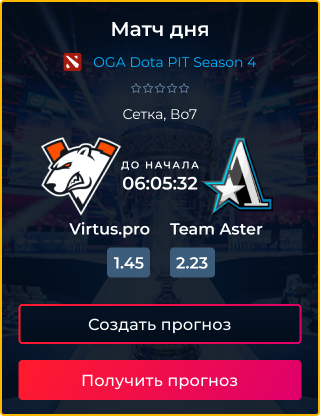 Матч дня
OGA Dota PIT Season 4
Сетка, Bo7
ДО НАЧАЛА
06:05:32
Virtus.pro Team Aster
1.45 2.23
Создать прогноз
Получить прогноз